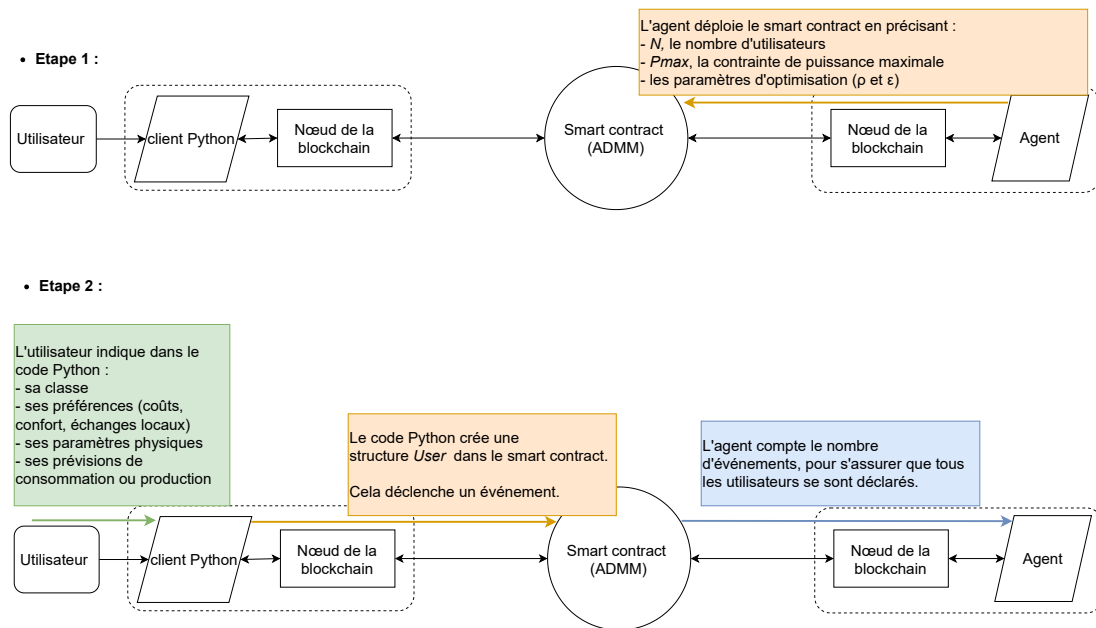 • Etape 1 :
L'agent déploie le smart contract en précisant :
- N, le nombre d'utilisateurs
- Pmax, la contrainte de puissance maximale
- les paramètres d'optimisation (ρ et ε)
Utilisateur
client Python
Nœud de la
blockchain
Smart contract
(ADMM)
Nœud de la
blockchain
Agent
• Etape 2 :
L'utilisateur indique dans le
code Python :
- sa classe
- ses préférences (coûts,
confort, échanges locaux)
- ses paramètres physiques
- ses prévisions de
consommation ou production
Le code Python crée une
structure User dans le smart contract.
Cela déclenche un événement.
L'agent compte le nombre
d'événements, pour s'assurer que tous
les utilisateurs se sont déclarés.
Utilisateur
client Python
Nœud de la
blockchain
Smart contract
(ADMM)
Nœud de la
blockchain
Agent